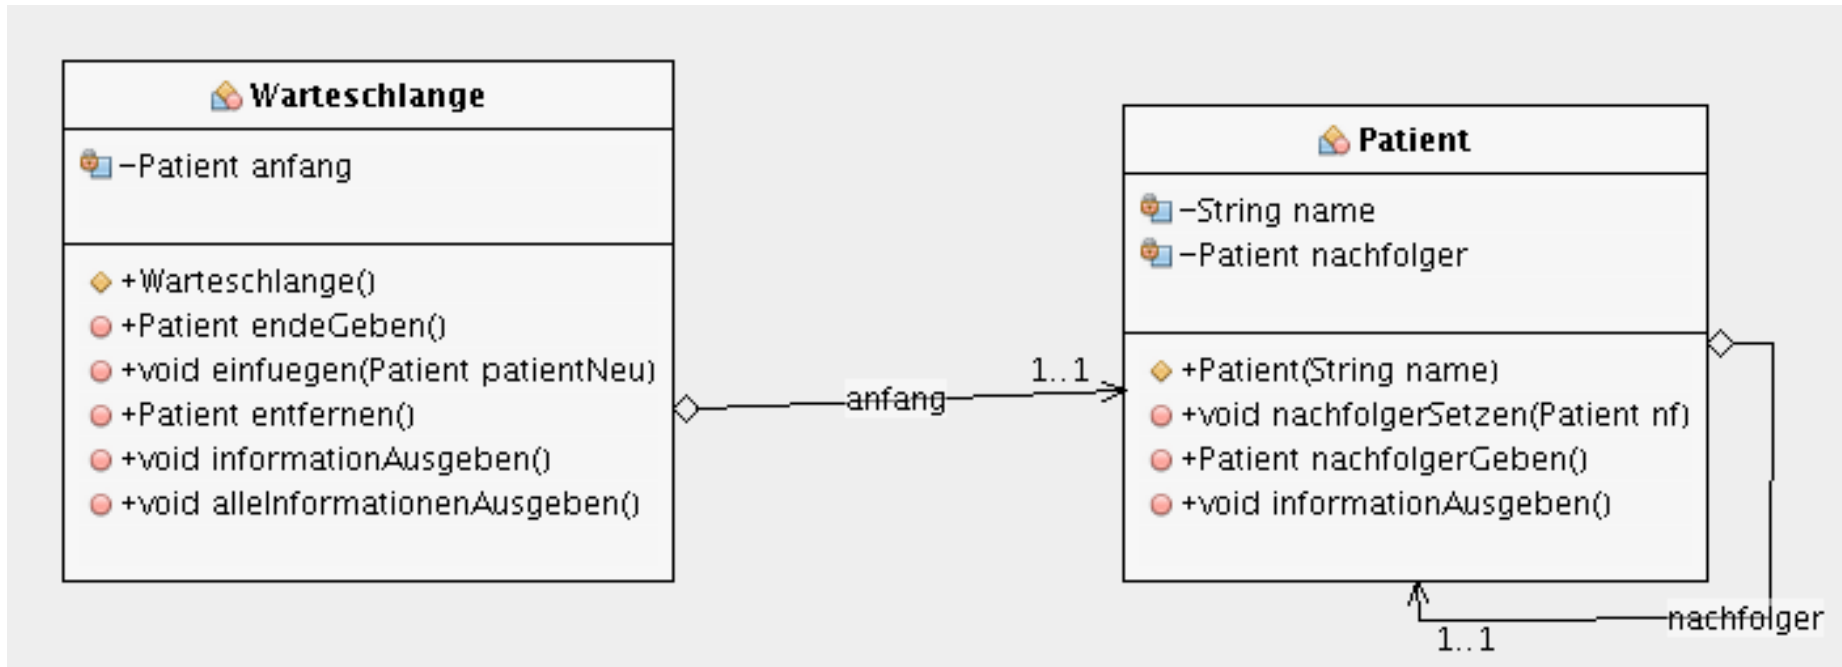 Warteschlange
-Patient anfang
+Warteschlange()
+Patient endeGeben()
+void einfuegen(Patient patientNeu)
+Patient entfernen()
+void informationAusgeben()
+void alleInformationenAusgeben()
anfang
1..1
Patient
-String name
-Patient nachfolger
+Patient(String name)
+void nachfolgerSetzen(Patient nf)
+Patient nachfolgerGeben()
+void informationAusgeben()
nachfolger
1..1